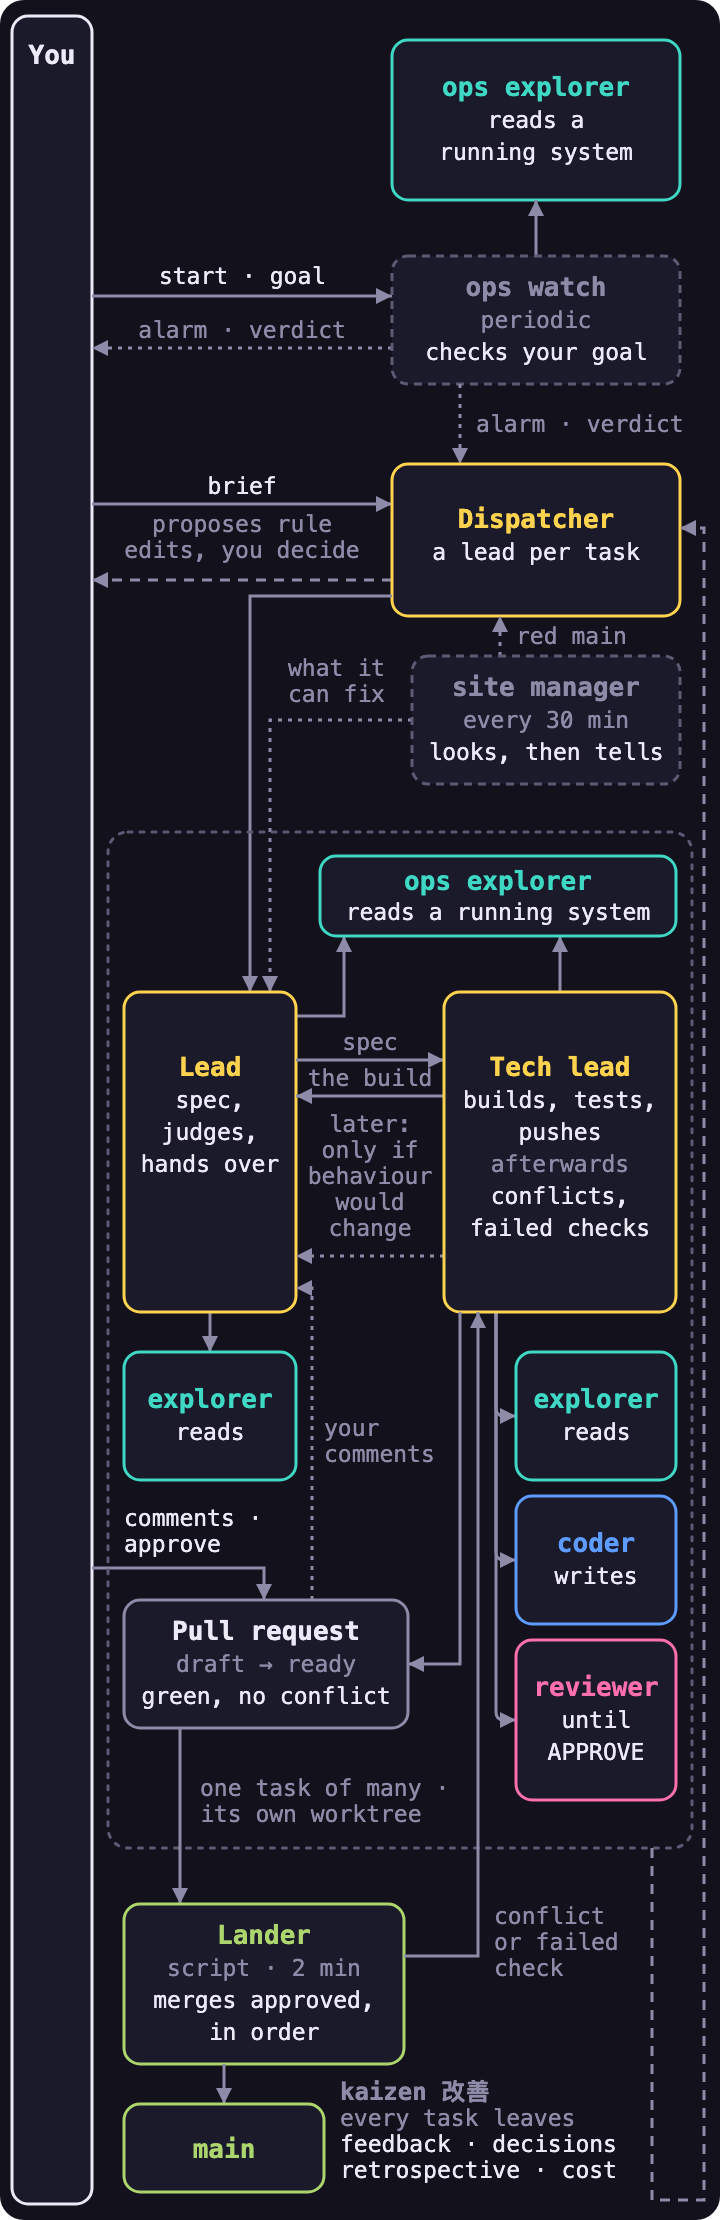 You
ops explorer
reads a
running system
start · goal
ops watch
periodic
checks your goal
alarm · verdict
alarm · verdict
brief
Dispatcher
a lead per task
proposes rule
edits, you decide
red main
what it
can fix
site manager
every 30 min
looks, then tells
ops explorer
reads a running system
Lead
spec,
judges,
hands over
spec
the build
later:
only if
behaviour
would
change
Tech lead
builds, tests,
pushes
afterwards
conflicts,
failed checks
explorer
reads
your
comments
explorer
reads
comments ·
approve
coder
writes
Pull request
draft → ready
green, no conflict
reviewer
until
APPROVE
one task of many ·
its own worktree
Lander
script · 2 min
merges approved,
in order
conflict
or failed
check
main
kaizen 改善
every task leaves
feedback · decisions
retrospective · cost